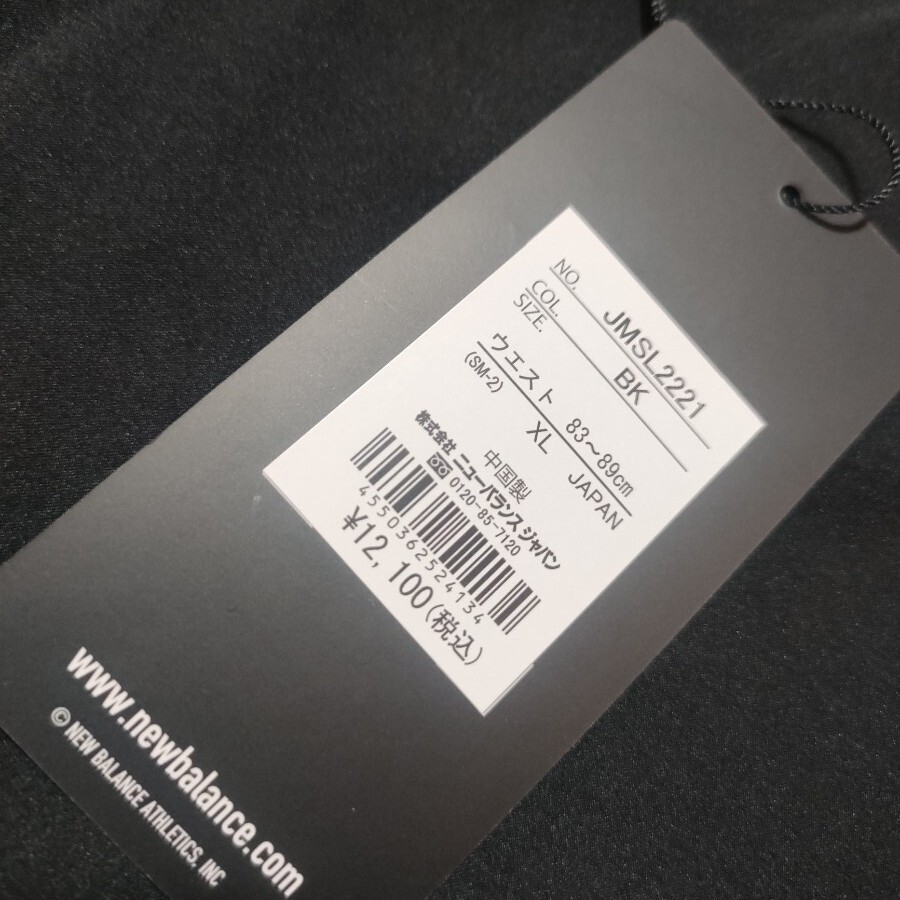 NO. JMSL2221
COL. BK
SIZE.
ウエスト 83～89cm
(SM-2) XL JAPAN
中国製
株式会社 ニューバランス ジャパン
0120-85-7120
4550362524134
¥12,100(税込)
www.newbalance.com
© NEW BALANCE ATHLETICS, INC